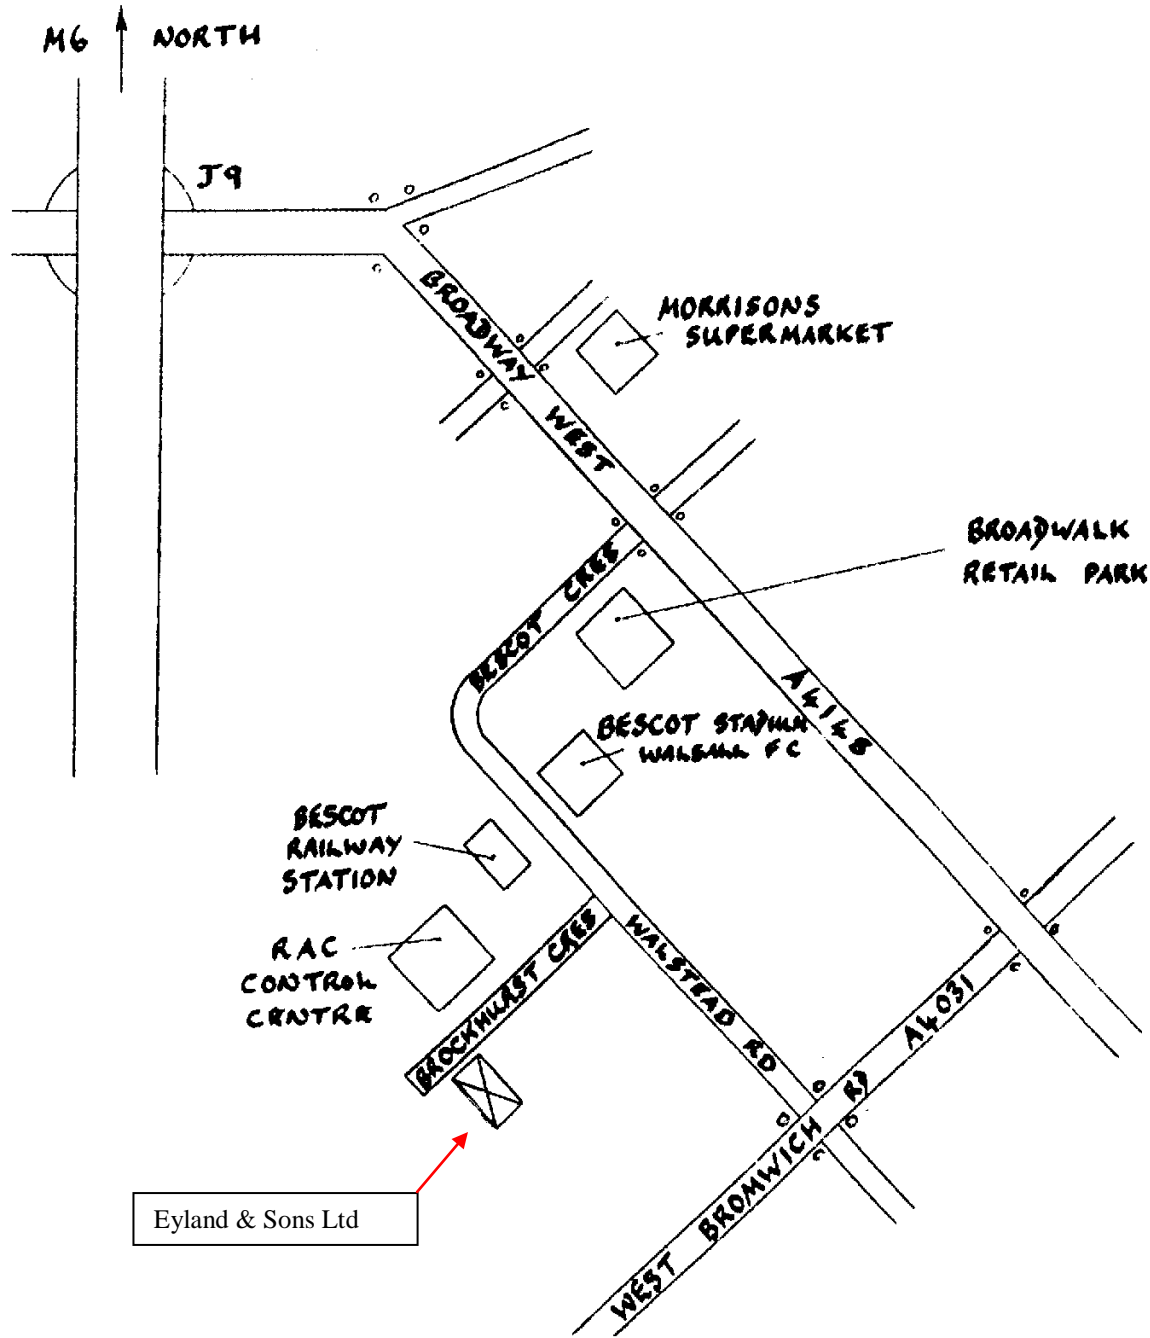 M6 NORTH
J9
BROADWAY WEST
MORRISONS
SUPERMARKET
BROADWALK
RETAIL PARK
BESCOT CRES
A4148
BESCOT STADIUM
WALSALL F C
BESCOT
RAILWAY
STATION
RAC
CONTROL
CENTRE
BROCKHURST CRES
WALSTEAD RD
A4031
WEST BROMWICH RD
Eyland & Sons Ltd